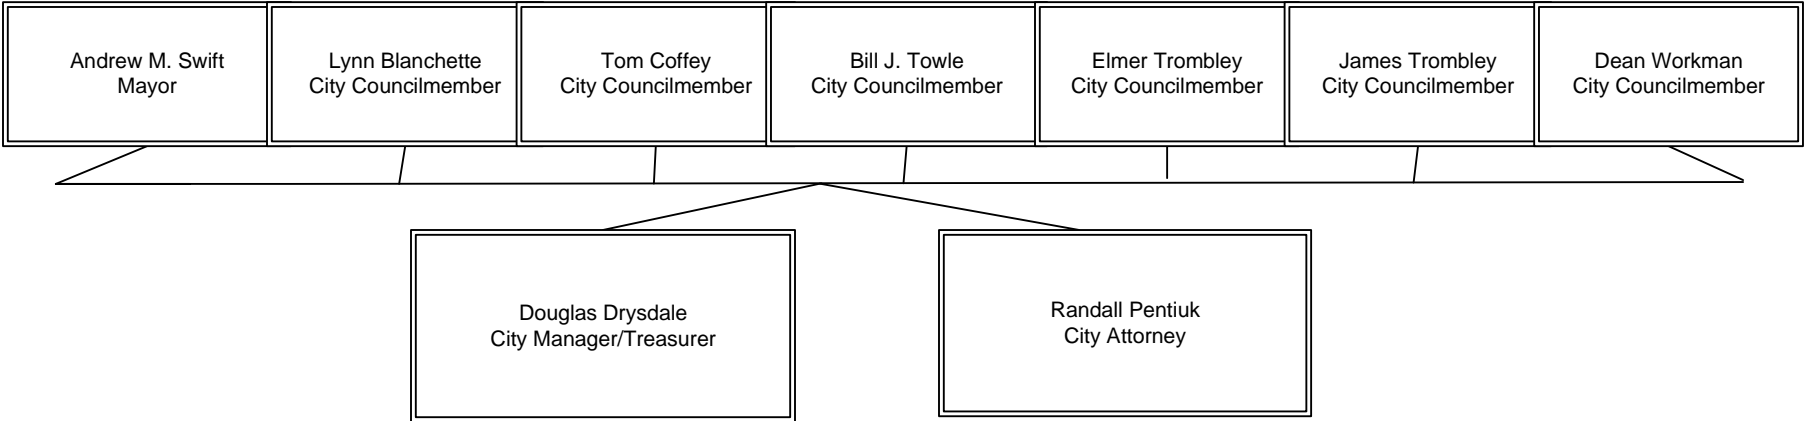 Andrew M. Swift
Mayor
Lynn Blanchette
City Councilmember
Tom Coffey
City Councilmember
Bill J. Towle
City Councilmember
Elmer Trombley
City Councilmember
James Trombley
City Councilmember
Dean Workman
City Councilmember
Douglas Drysdale
City Manager/Treasurer
Randall Pentiuk
City Attorney